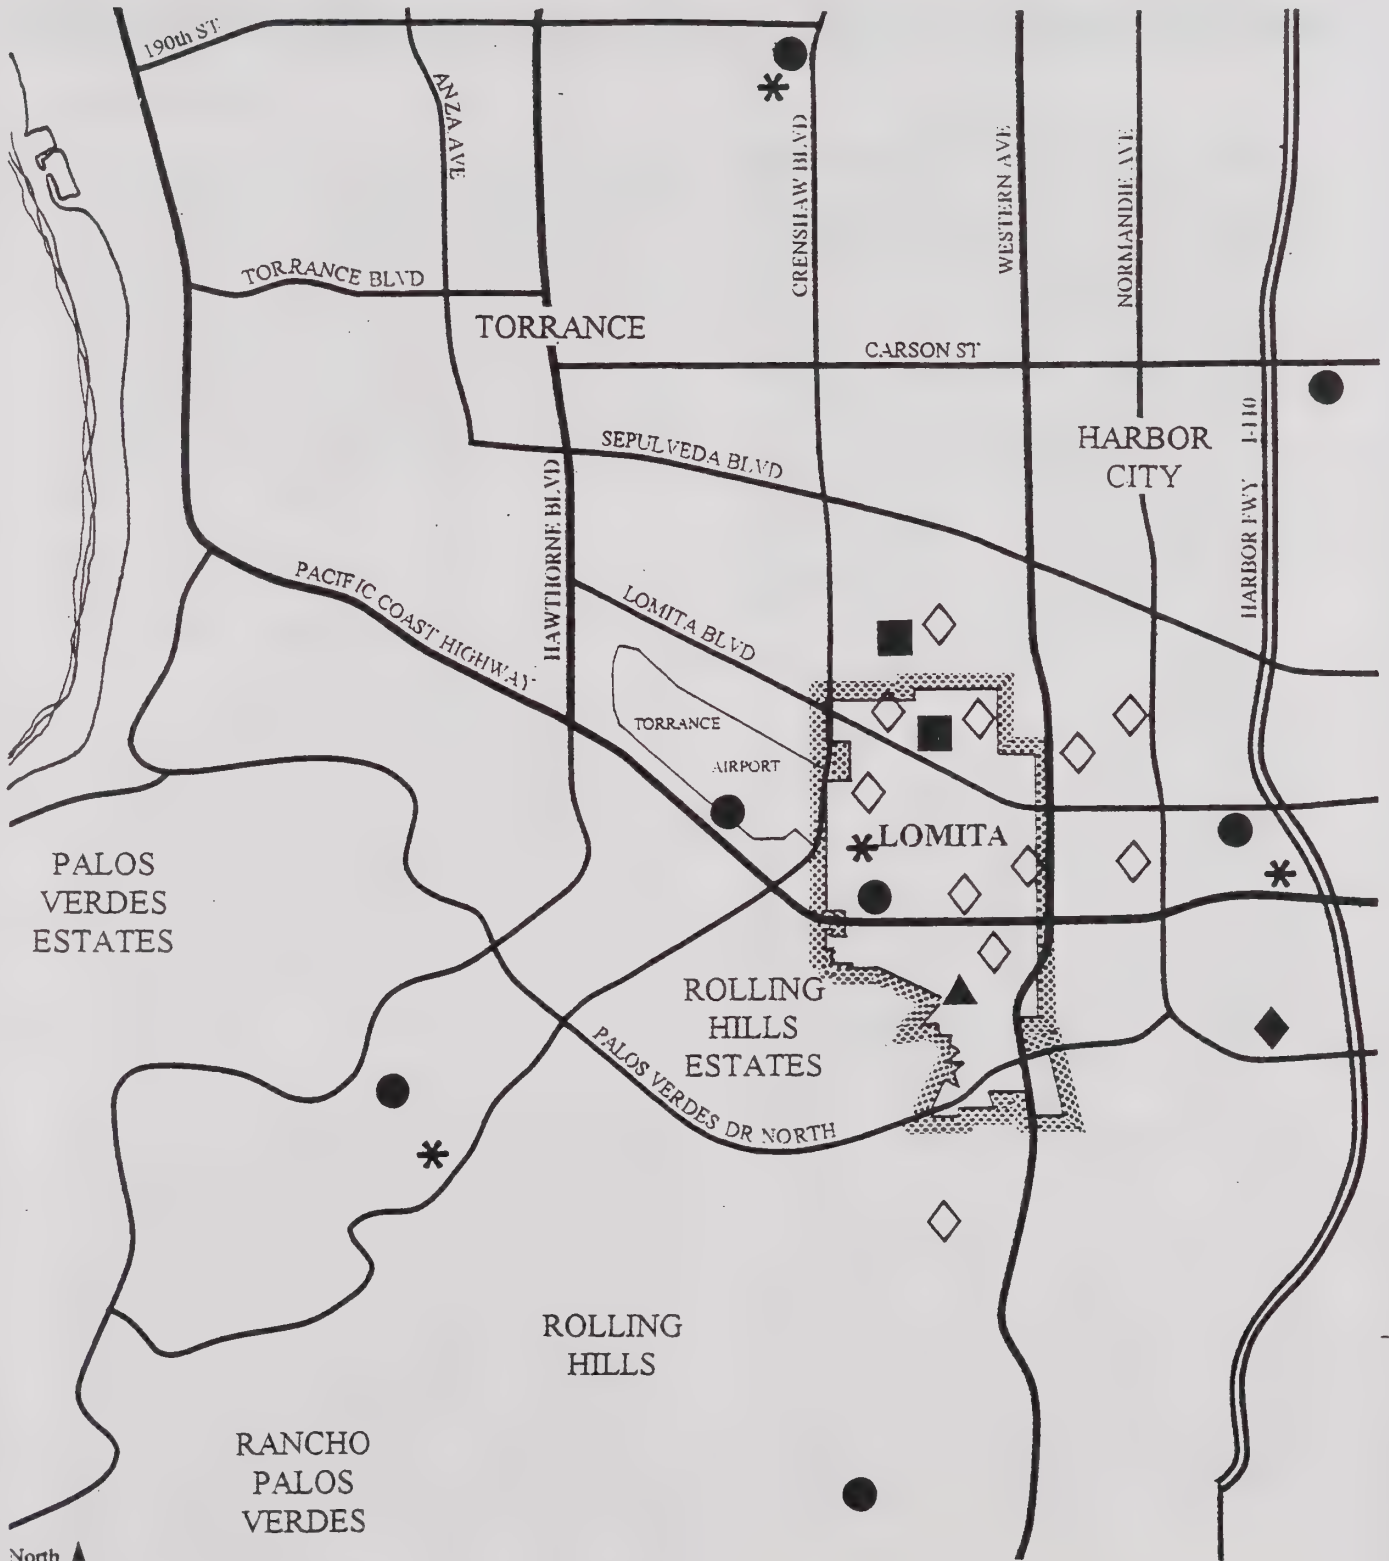 190th ST.
ANZA AVE
CRENSHAW BLVD
WESTERN AVE
NORMANDIE AVE
TORRANCE BLVD
TORRANCE
CARSON ST
HARBOR
CITY
HARBOR FWY I-110
SEPULVEDA BLVD
HAWTHORNE BLVD
PACIFIC COAST HIGHWAY
LOMITA BLVD
TORRANCE
AIRPORT
LOMITA
PALOS
VERDES
ESTATES
ROLLING
HILLS
ESTATES
PALOS VERDES DR NORTH
ROLLING
HILLS
RANCHO
PALOS
VERDES
North